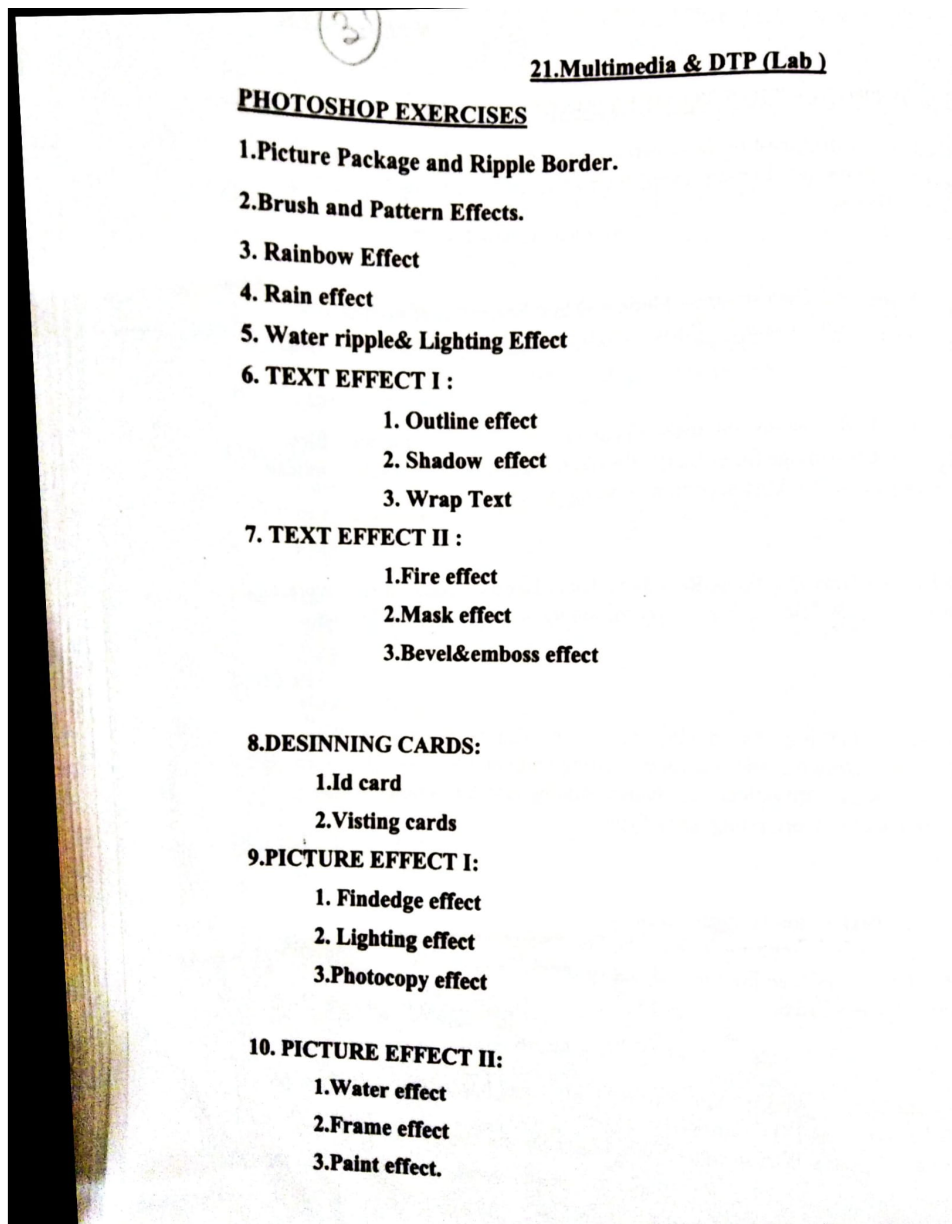 3
21.Multimedia & DTP (Lab )
PHOTOSHOP EXERCISES
1.Picture Package and Ripple Border.
2.Brush and Pattern Effects.
3. Rainbow Effect
4. Rain effect
5. Water ripple& Lighting Effect
6. TEXT EFFECT I :
1. Outline effect
2. Shadow effect
3. Wrap Text
7. TEXT EFFECT II :
1.Fire effect
2.Mask effect
3.Bevel&emboss effect
8.DESINNING CARDS:
1.Id card
2.Visting cards
9.PICTURE EFFECT I:
1. Findedge effect
2. Lighting effect
3.Photocopy effect
10. PICTURE EFFECT II:
1.Water effect
2.Frame effect
3.Paint effect.